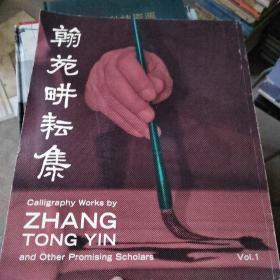 翰苑畊耘集
Calligraphy Works by
ZHANG
TONG YIN
and Other Promising Scholars
Vol.1